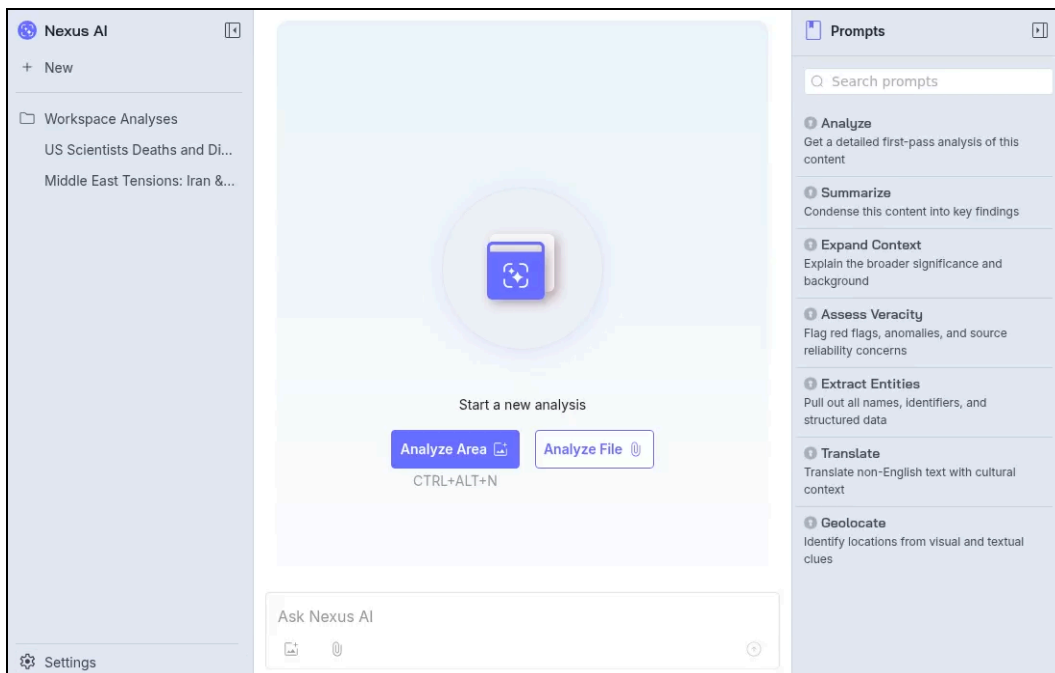 Nexus AI
+ New
Workspace Analyses
US Scientists Deaths and Di...
Middle East Tensions: Iran &...
Settings
Start a new analysis
Analyze Area
Analyze File
CTRL+ALT+N
Ask Nexus AI
Prompts
Search prompts
Analyze
Get a detailed first-pass analysis of this
content
Summarize
Condense this content into key findings
Expand Context
Explain the broader significance and
background
Assess Veracity
Flag red flags, anomalies, and source
reliability concerns
Extract Entities
Pull out all names, identifiers, and
structured data
Translate
Translate non-English text with cultural
context
Geolocate
Identify locations from visual and textual
clues